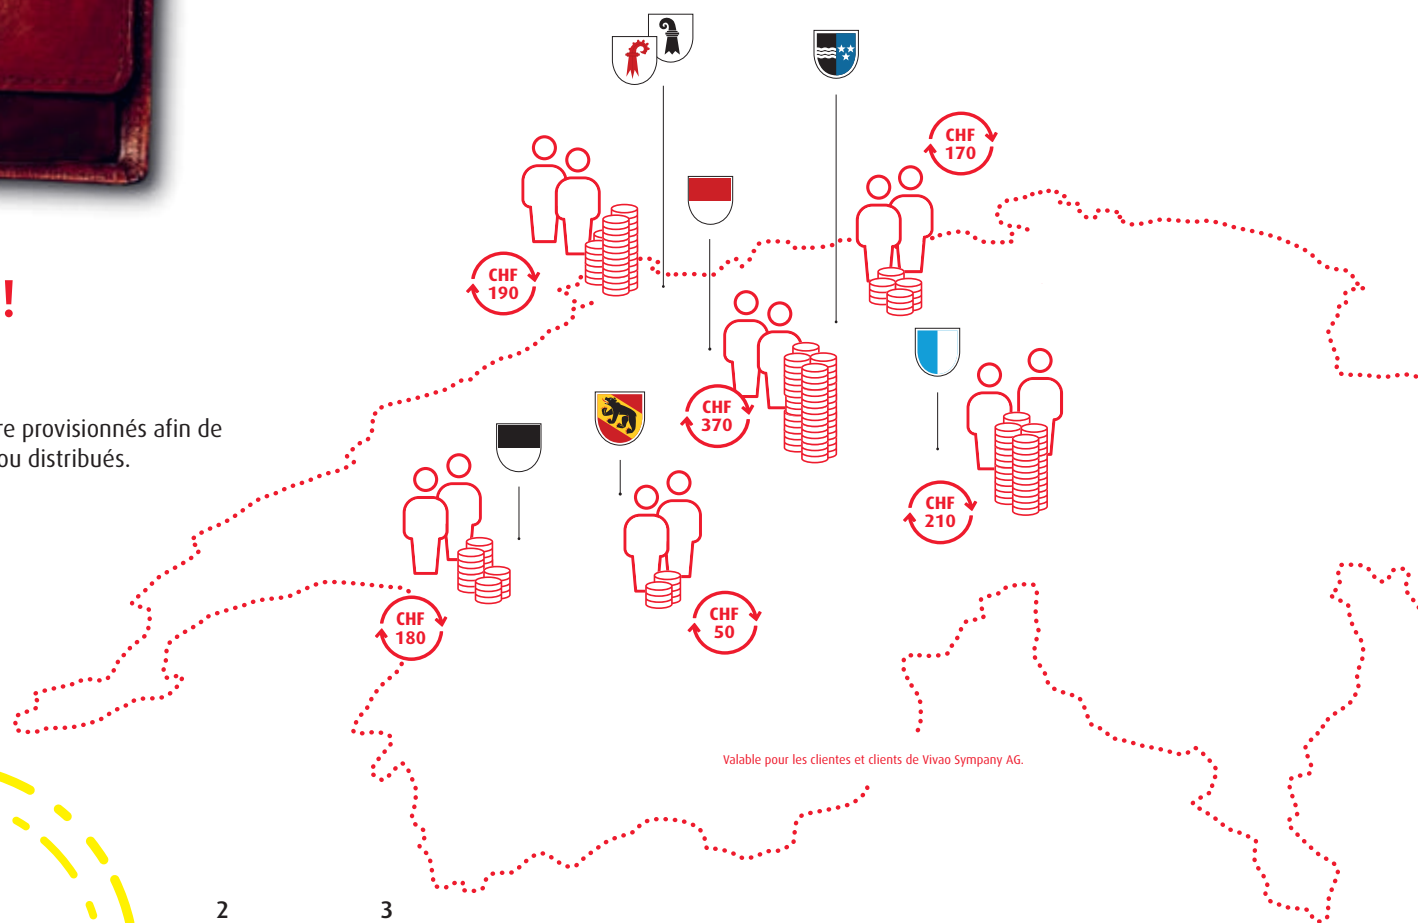 !
re provisionnés afin de
ou distribués.
CHF
170
CHF
190
CHF
370
CHF
210
CHF
180
CHF
50
Valable pour les clientes et clients de Vivao Sympany AG.
2
3